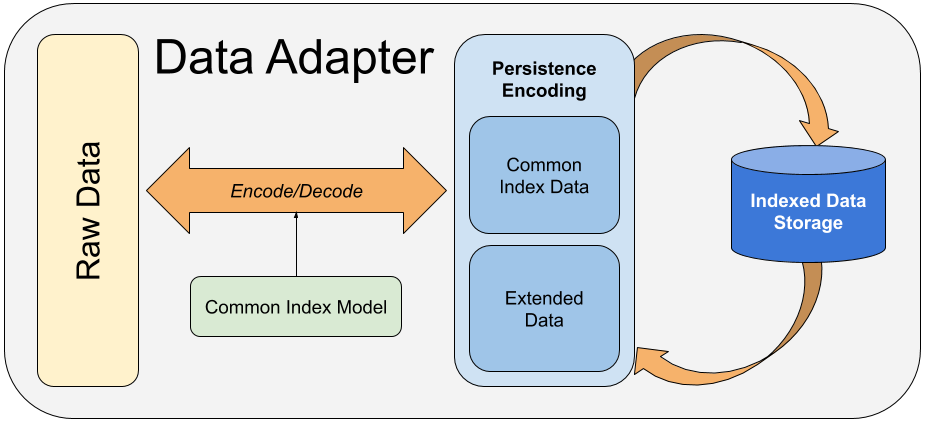 Data Adapter
Raw Data
Encode/Decode
Common Index Model
Persistence
Encoding
Common
Index Data
Extended
Data
Indexed Data
Storage